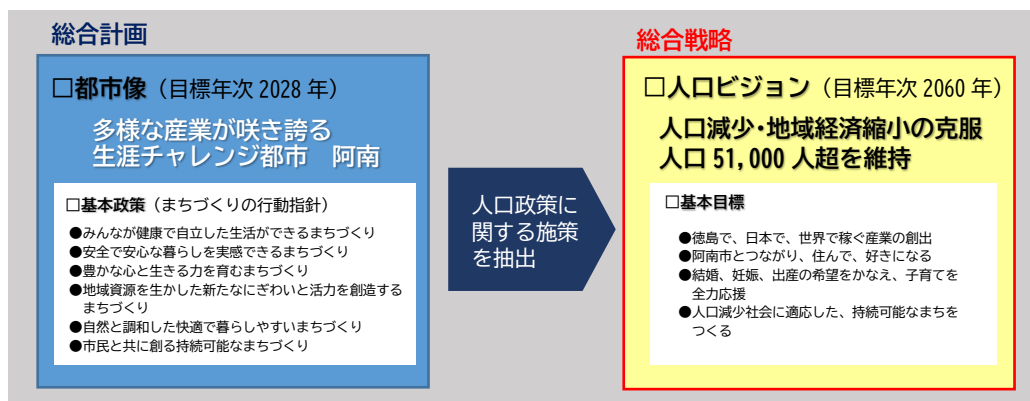 総合計画
□都市像（目標年次 2028 年）
多様な産業が咲き誇る
生涯チャレンジ都市　阿南
□基本政策（まちづくりの行動指針）
●みんなが健康で自立した生活ができるまちづくり
●安全で安心な暮らしを実感できるまちづくり
●豊かな心と生きる力を育むまちづくり
●地域資源を生かした新たなにぎわいと活力を創造する
まちづくり
●自然と調和した快適で暮らしやすいまちづくり
●市民と共に創る持続可能なまちづくり
人口政策に
関する施策
を抽出
総合戦略
□人口ビジョン（目標年次 2060 年）
人口減少･地域経済縮小の克服
人口 51,000 人超を維持
□基本目標
●徳島で、日本で、世界で稼ぐ産業の創出
●阿南市とつながり、住んで、好きになる
●結婚、妊娠、出産の希望をかなえ、子育てを
全力応援
●人口減少社会に適応した、持続可能なまちを
つくる